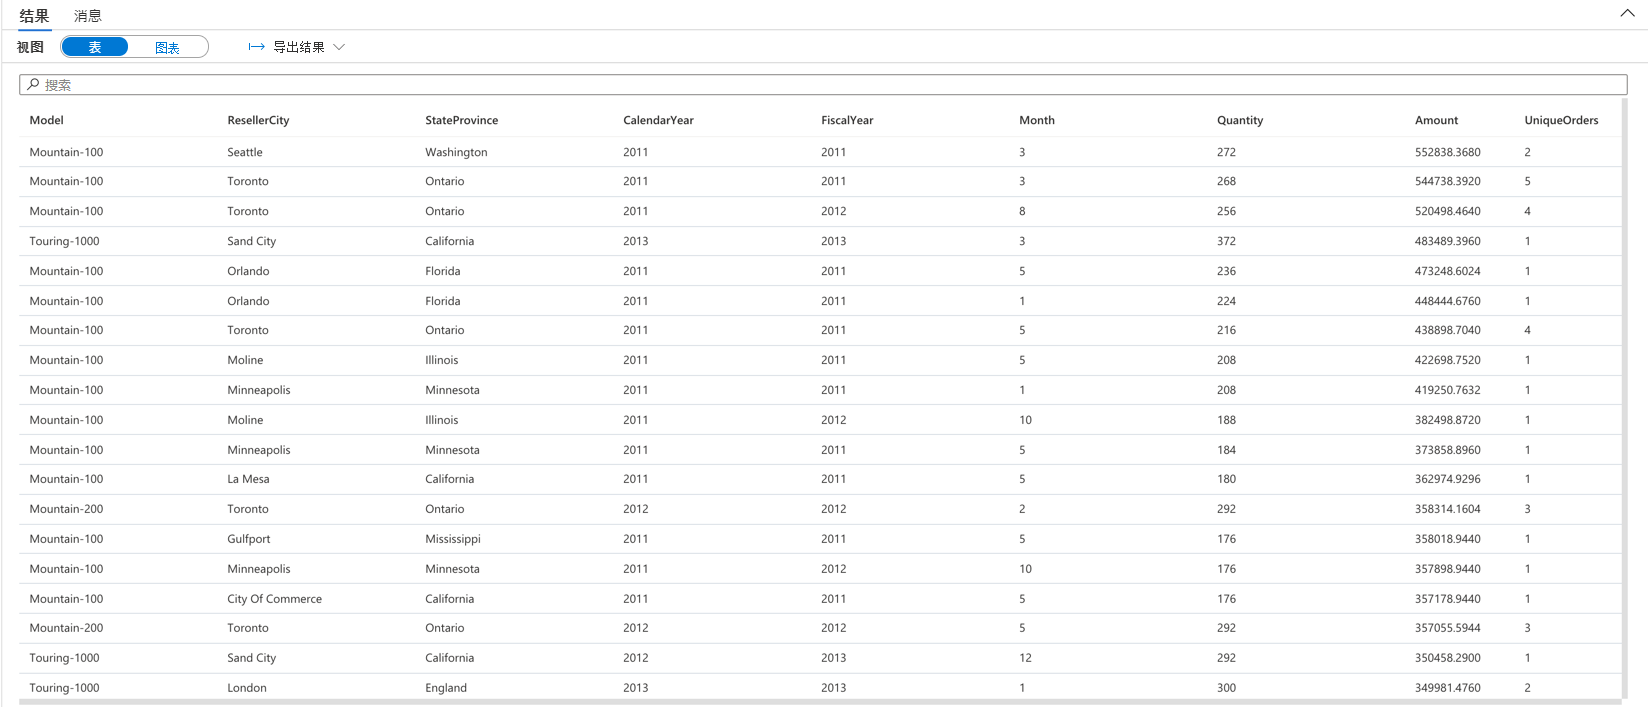 结果 消息
视图 表 图表 导出结果
搜索
Model ResellerCity StateProvince CalendarYear FiscalYear Month Quantity Amount UniqueOrders
Mountain-100 Seattle Washington 2011 2011 3 272 552838.3680 2
Mountain-100 Toronto Ontario 2011 2011 3 268 544738.3920 5
Mountain-100 Toronto Ontario 2011 2012 8 256 520498.4640 4
Touring-1000 Sand City California 2013 2013 3 372 483489.3960 1
Mountain-100 Orlando Florida 2011 2011 5 236 473248.6024 1
Mountain-100 Orlando Florida 2011 2011 1 224 448444.6760 1
Mountain-100 Toronto Ontario 2011 2011 5 216 438898.7040 4
Mountain-100 Moline Illinois 2011 2011 5 208 422698.7520 1
Mountain-100 Minneapolis Minnesota 2011 2011 1 208 419250.7632 1
Mountain-100 Moline Illinois 2011 2012 10 188 382498.8720 1
Mountain-100 Minneapolis Minnesota 2011 2011 5 184 373858.8960 1
Mountain-100 La Mesa California 2011 2011 5 180 362974.9296 1
Mountain-200 Toronto Ontario 2012 2012 2 292 358314.1604 3
Mountain-100 Gulfport Mississippi 2011 2011 5 176 358018.9440 1
Mountain-100 Minneapolis Minnesota 2011 2012 10 176 357898.9440 1
Mountain-100 City Of Commerce California 2011 2011 5 176 357178.9440 1
Mountain-200 Toronto Ontario 2012 2012 5 292 357055.5944 3
Touring-1000 Sand City California 2012 2013 12 292 350458.2900 1
Touring-1000 London England 2013 2013 1 300 349981.4760 2